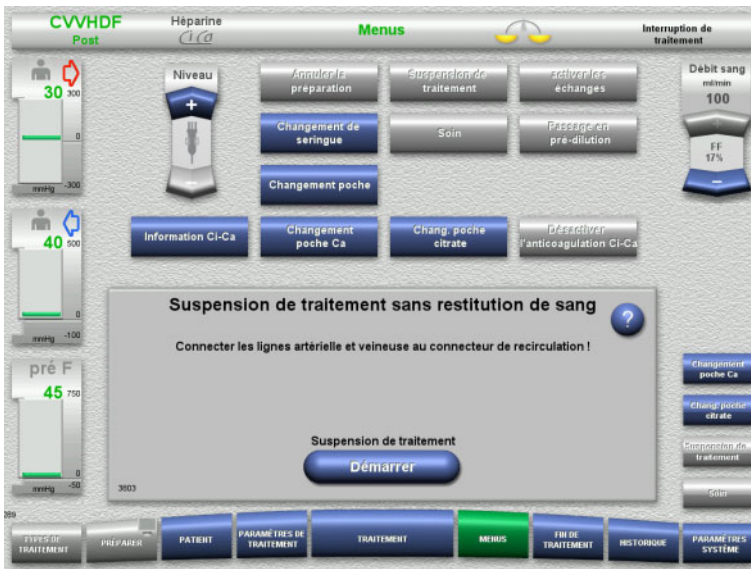 CVVHDF
Post
Héparine
Ci Ca
Menus
Interruption de
traitement
30
300
0
-300
mmHg
40
500
0
-100
mmHg
pré F
45
750
0
-50
mmHg
Niveau
+
−
Annuler la
préparation
Suspension de
traitement
activer les
échanges
Changement de
seringue
Soin
Passage en
pré-dilution
Changement poche
Information Ci-Ca
Changement
poche Ca
Chang. poche
citrate
Désactiver
l'anticoagulation Ci-Ca
Débit sang
ml/min
100
+
FF
17%
−
Suspension de traitement sans restitution de sang
?
Connecter les lignes artérielle et veineuse au connecteur de recirculation !
Suspension de traitement
Démarrer
3603
Changement
poche Ca
Chang. poche
citrate
Suspension de
traitement
Soin
289
TYPES DE
TRAITEMENT
PRÉPARER
PATIENT
PARAMÈTRES DE
TRAITEMENT
TRAITEMENT
MENUS
FIN DE
TRAITEMENT
HISTORIQUE
PARAMÈTRES
SYSTÈME